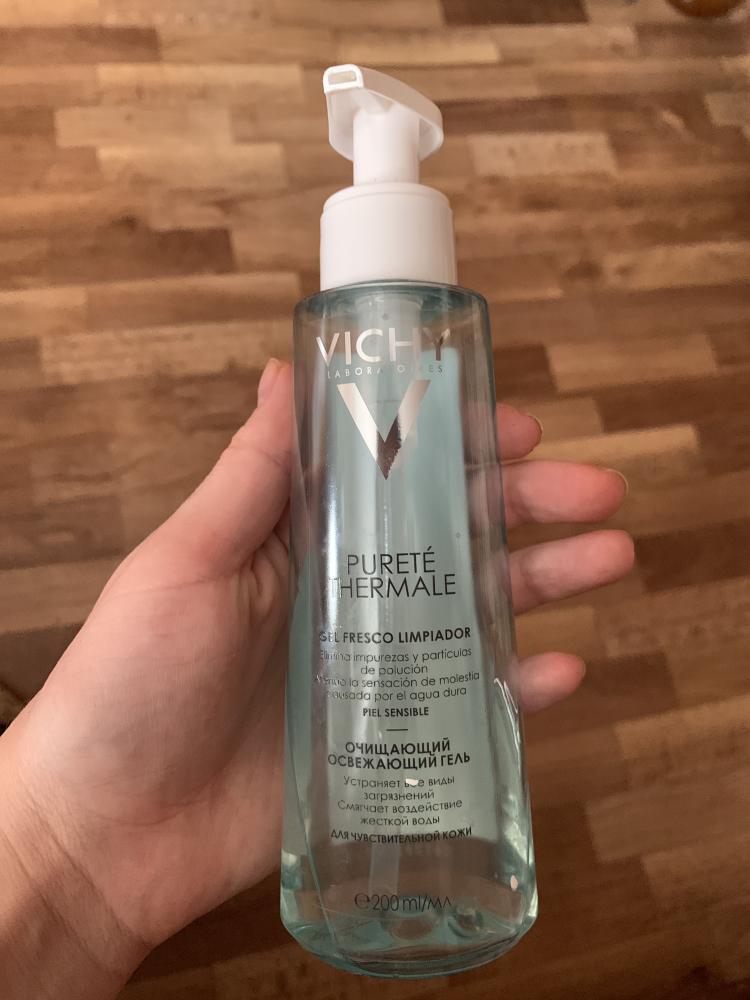 VICHY
LABORATOIRES
V
PURETÉ
THERMALE
GEL FRESCO LIMPIADOR
Elimina impurezas y partículas
de polución
Atenúa la sensación de molestia
causada por el agua dura
PIEL SENSIBLE
ОЧИЩАЮЩИЙ
ОСВЕЖАЮЩИЙ ГЕЛЬ
Устраняет все виды
загрязнений
Смягчает воздействие
жесткой воды
ДЛЯ ЧУВСТВИТЕЛЬНОЙ КОЖИ
℮200 ml/мл